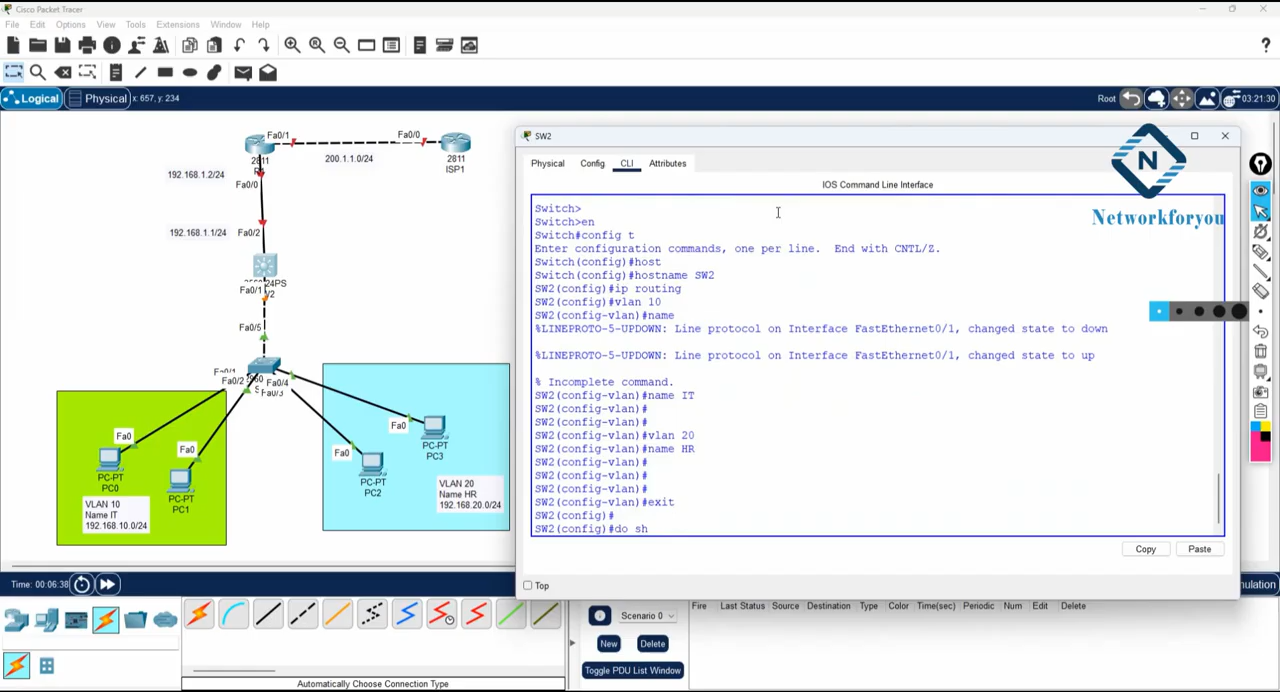 Cisco Packet Tracer
File Edit Options View Tools Extensions Window Help
Logical Physical x: 657, y: 234
Root 03:21:30
Fa0/1 Fa0/0
2811 200.1.1.0/24 2811
ISP1
192.168.1.2/24
Fa0/0
192.168.1.1/24 Fa0/2
24PS
Fa0/1
Fa0/5
Fa0/2 Fa0/4
Fa0/3
Fa0
PC-PT
PC0
Fa0
PC-PT
PC1
VLAN 10
Name IT
192.168.10.0/24
Fa0
PC-PT
PC3
Fa0
PC-PT
PC2
VLAN 20
Name HR
192.168.20.0/24
SW2
Physical Config CLI Attributes
IOS Command Line Interface
N
Networkforyou
Switch>
Switch>en
Switch#config t
Enter configuration commands, one per line. End with CNTL/Z.
Switch(config)#host
Switch(config)#hostname SW2
SW2(config)#ip routing
SW2(config)#vlan 10
SW2(config-vlan)#name
%LINEPROTO-5-UPDOWN: Line protocol on Interface FastEthernet0/1, changed state to down
%LINEPROTO-5-UPDOWN: Line protocol on Interface FastEthernet0/1, changed state to up
% Incomplete command.
SW2(config-vlan)#name IT
SW2(config-vlan)#
SW2(config-vlan)#
SW2(config-vlan)#vlan 20
SW2(config-vlan)#name HR
SW2(config-vlan)#
SW2(config-vlan)#
SW2(config-vlan)#
SW2(config-vlan)#exit
SW2(config)#
SW2(config)#do sh
Copy Paste
Top
Time: 00:06:38
Scenario 0
New Delete
Toggle PDU List Window
Fire Last Status Source Destination Type Color Time(sec) Periodic Num Edit Delete
Automatically Choose Connection Type